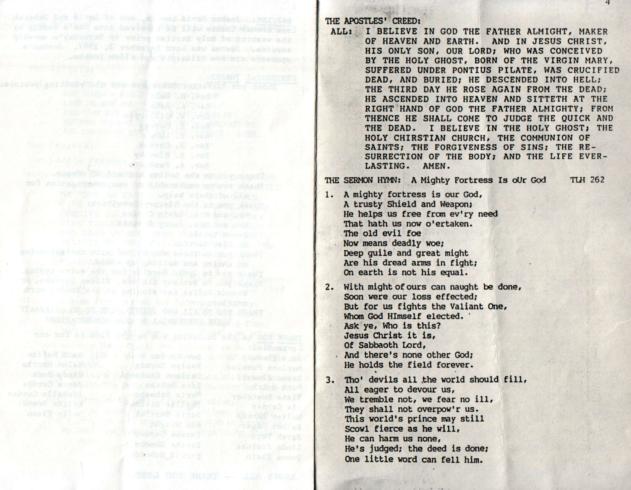 4
THE APOSTLES' CREED:
ALL: I BELIEVE IN GOD THE FATHER ALMIGHT, MAKER
OF HEAVEN AND EARTH. AND IN JESUS CHRIST,
HIS ONLY SON, OUR LORD; WHO WAS CONCEIVED
BY THE HOLY GHOST, BORN OF THE VIRGIN MARY,
SUFFERED UNDER PONTIUS PILATE, WAS CRUCIFIED
DEAD, AND BURIED; HE DESCENDED INTO HELL;
THE THIRD DAY HE ROSE AGAIN FROM THE DEAD;
HE ASCENDED INTO HEAVEN AND SITTETH AT THE
RIGHT HAND OF GOD THE FATHER ALMIGHTY; FROM
THENCE HE SHALL COME TO JUDGE THE QUICK AND
THE DEAD. I BELIEVE IN THE HOLY GHOST; THE
HOLY CHIRSTIAN CHURCH, THE COMMUNION OF
SAINTS; THE FORGIVENESS OF SINS; THE RE-
SURRECTION OF THE BODY; AND THE LIFE EVER-
LASTING. AMEN.
THE SERMON HYMN: A Mighty Fortress Is oUr God TLH 262
1. A mighty fortress is our God,
A trusty Shield and Weapon;
He helps us free from ev'ry need
That hath us now o'ertaken.
The old evil foe
Now means deadly woe;
Deep guile and great might
Are his dread arms in fight;
On earth is not his equal.
2. With might of ours can naught be done,
Soon were our loss effected;
But for us fights the Valiant One,
Whom God HImself elected.
Ask ye, Who is this?
Jesus Christ it is,
Of Sabbaoth Lord,
And there's none other God;
He holds the field forever.
3. Tho' devils all the world should fill,
All eager to devour us,
We tremble not, we fear no ill,
They shall not overpow'r us.
This world's prince may still
Scowl fierce as he will,
He can harm us none,
He's judged; the deed is done;
One little word can fell him.